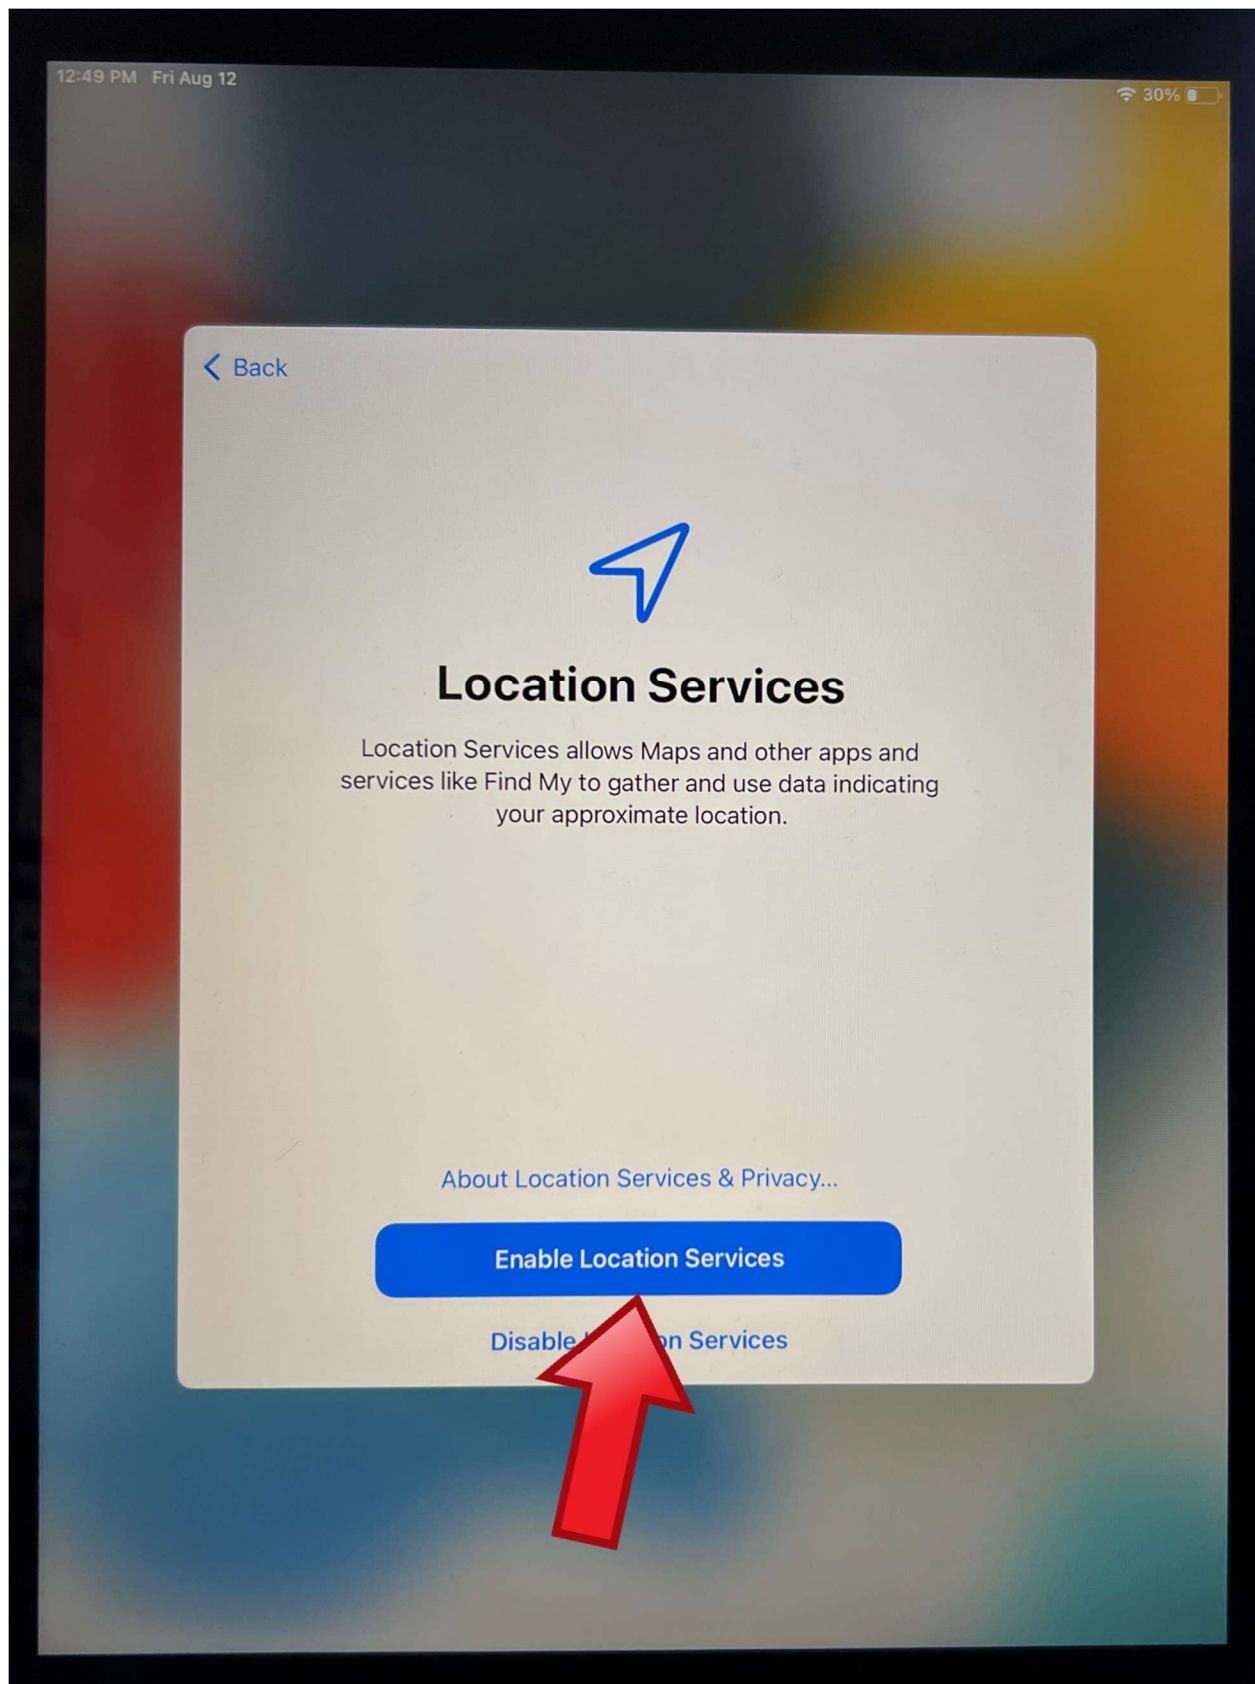 12:49 PM Fri Aug 12
30%
Back
Location Services
Location Services allows Maps and other apps and
services like Find My to gather and use data indicating
your approximate location.
About Location Services & Privacy...
Enable Location Services
Disable on Services